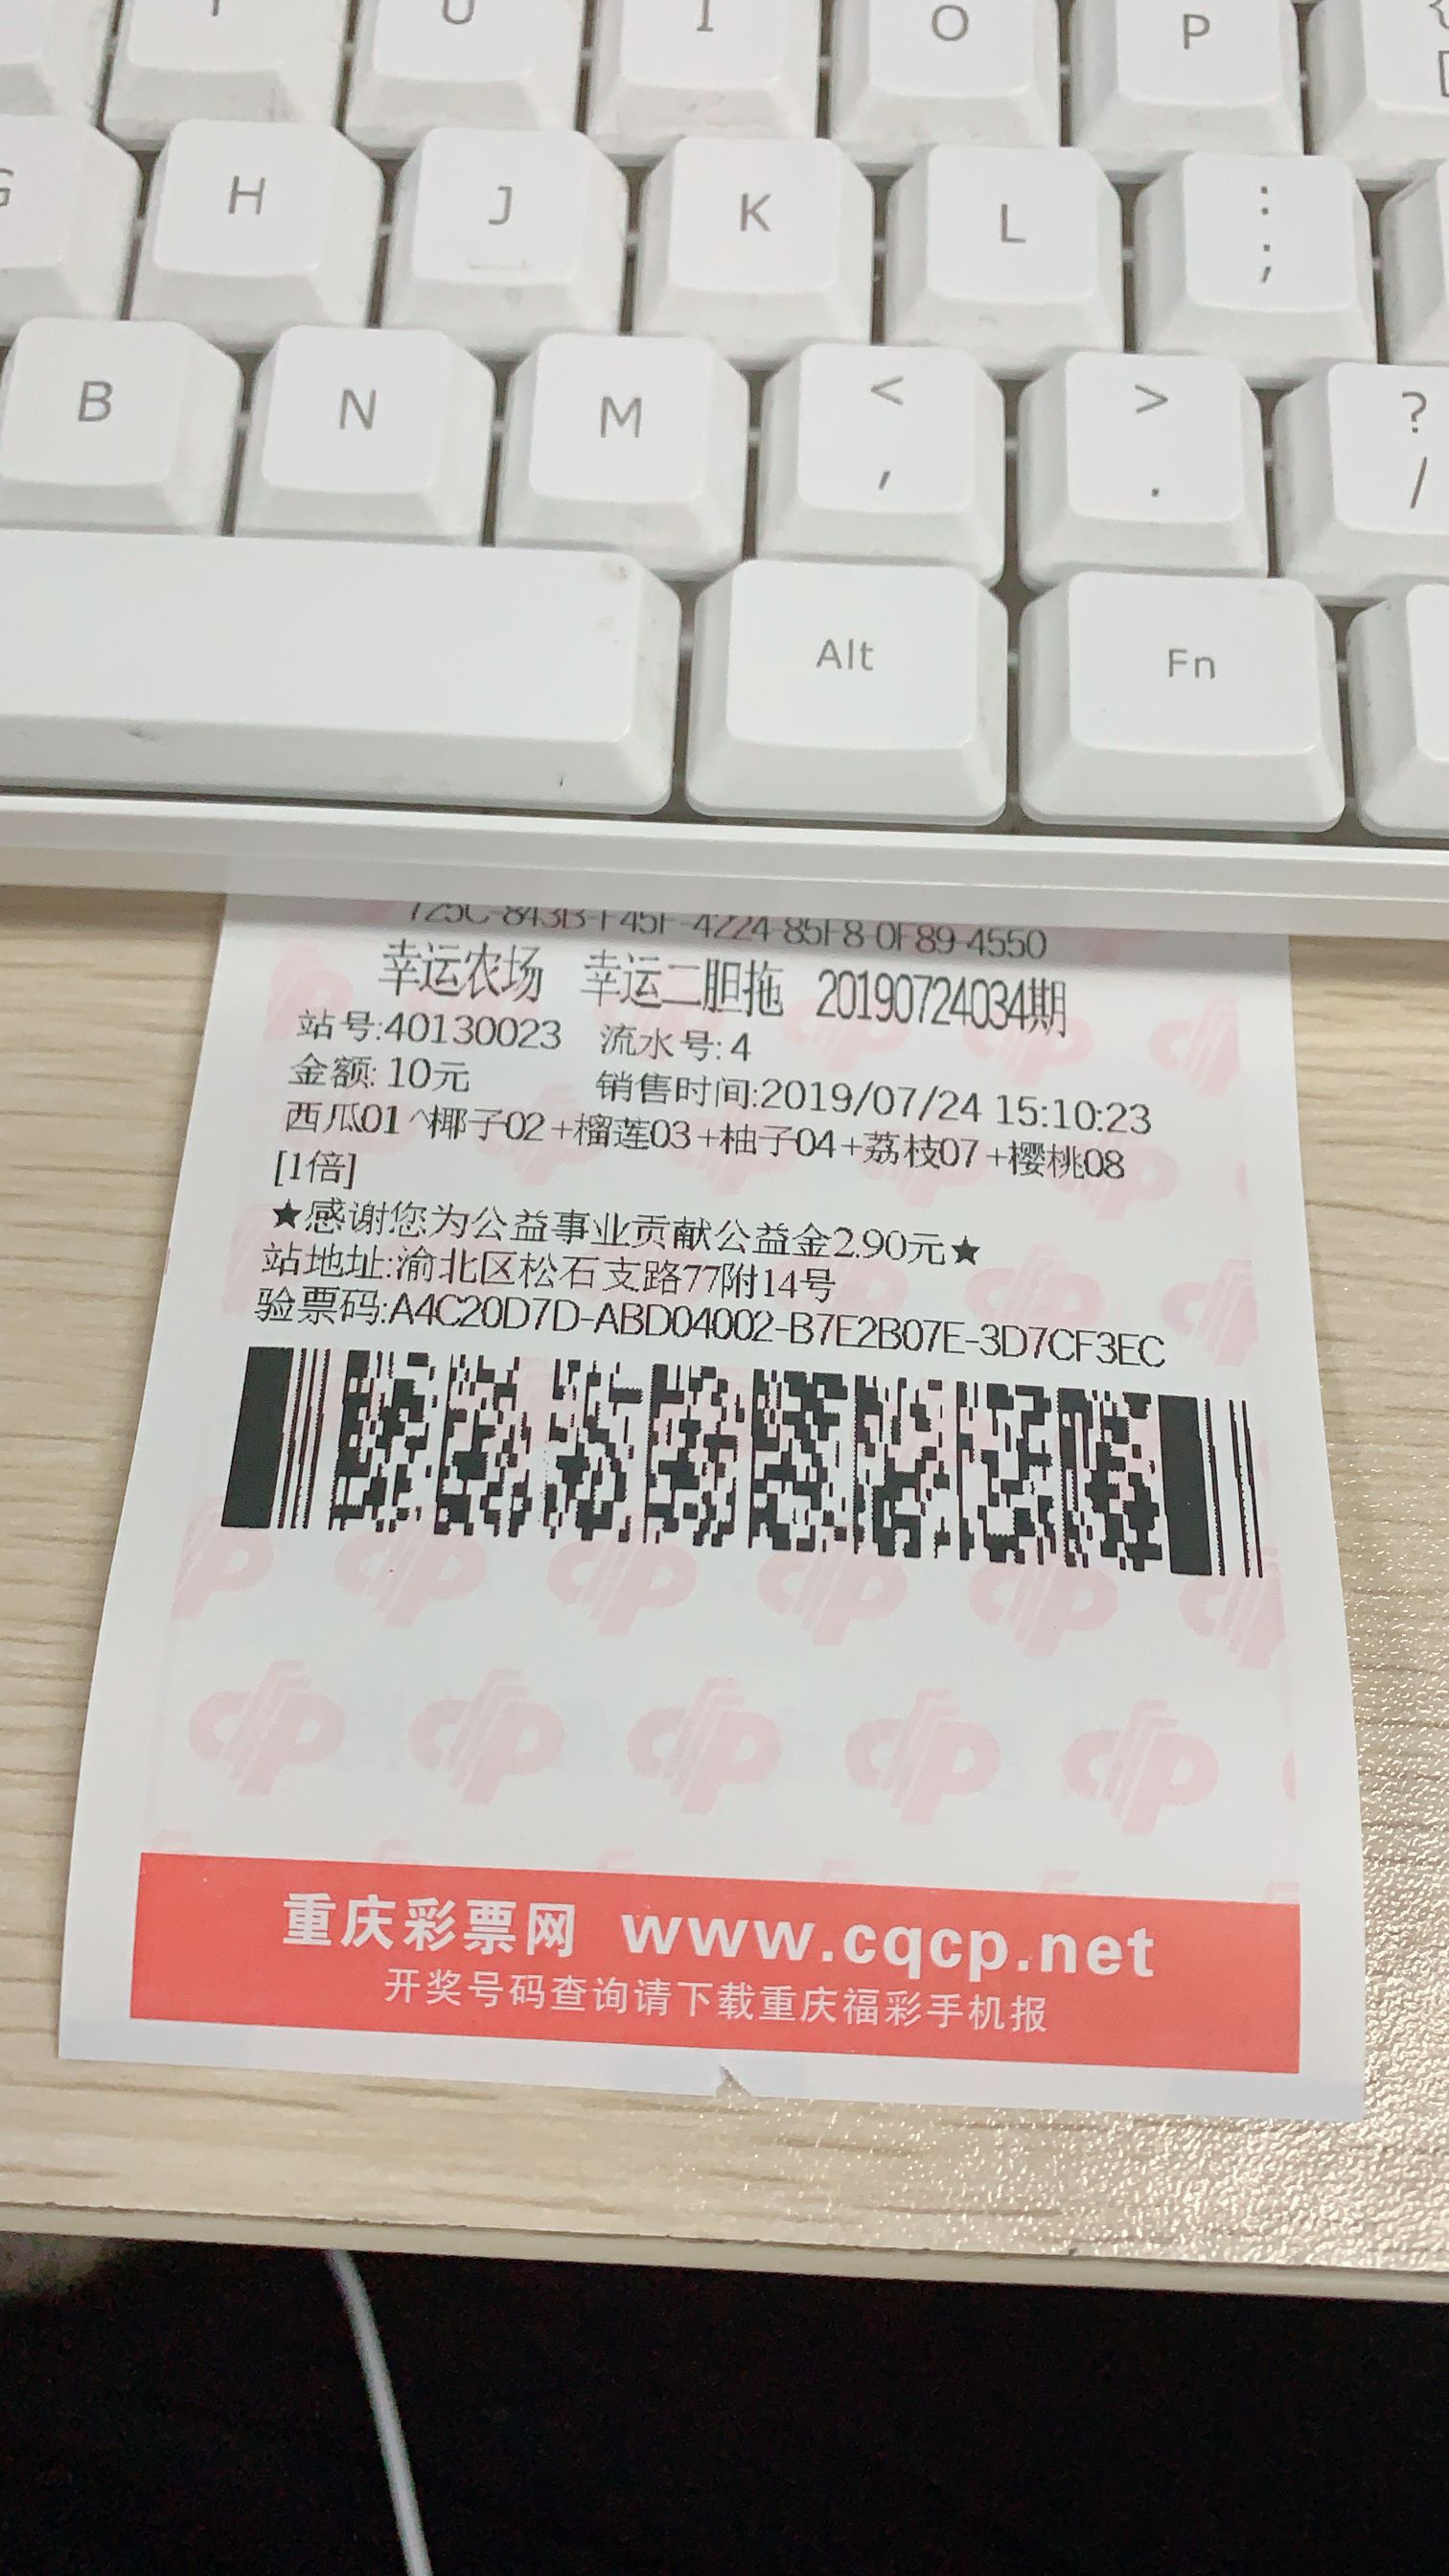 U I O P
H J K L : ;
B N M < , > . ? /
Alt Fn
725C-843B-F45F-4224-85F8-0F89-4550
幸运农场 幸运二胆拖 20190724034期
站号:40130023 流水号:4
金额:10元 销售时间:2019/07/24 15:10:23
西瓜01^椰子02+榴莲03+柚子04+荔枝07+樱桃08
[1倍]
★感谢您为公益事业贡献公益金2.90元★
站地址:渝北区松石支路77附14号
验票码:A4C20D7D-ABD04002-B7E2B07E-3D7CF3EC
重庆彩票网 www.cqcp.net
开奖号码查询请下载重庆福彩手机报